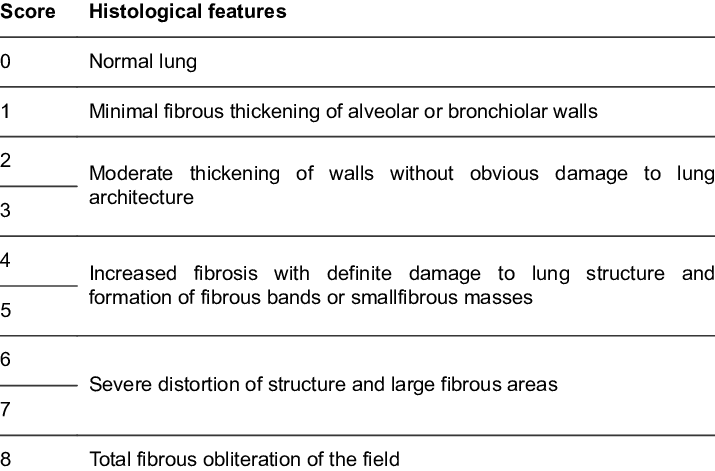 Score Histological features
0 Normal lung
1 Minimal fibrous thickening of alveolar or bronchiolar walls
2
Moderate thickening of walls without obvious damage to lung
architecture
3
4
Increased fibrosis with definite damage to lung structure and
formation of fibrous bands or smallfibrous masses
5
6
Severe distortion of structure and large fibrous areas
7
8 Total fibrous obliteration of the field